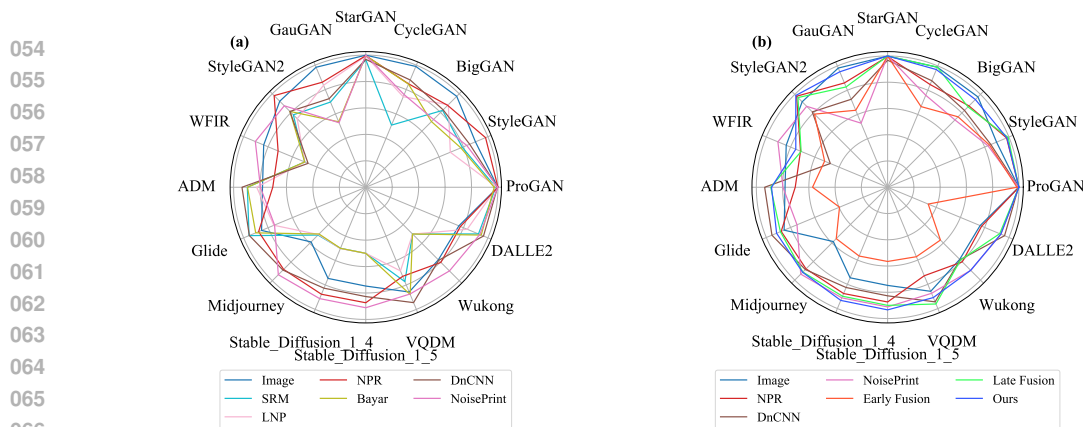 054
055
056
057
058
059
060
061
062
063
064
065
(a)
StarGAN
GauGAN
CycleGAN
StyleGAN2
BigGAN
WFIR
StyleGAN
ADM
ProGAN
Glide
DALLE2
Midjourney
Wukong
Stable_Diffusion_1_4
VQDM
Stable_Diffusion_1_5
Image
NPR
DnCNN
SRM
Bayar
NoisePrint
LNP
(b)
StarGAN
GauGAN
CycleGAN
StyleGAN2
BigGAN
WFIR
StyleGAN
ADM
ProGAN
Glide
DALLE2
Midjourney
Wukong
Stable_Diffusion_1_4
VQDM
Stable_Diffusion_1_5
Image
NoisePrint
Late Fusion
NPR
Early Fusion
Ours
DnCNN